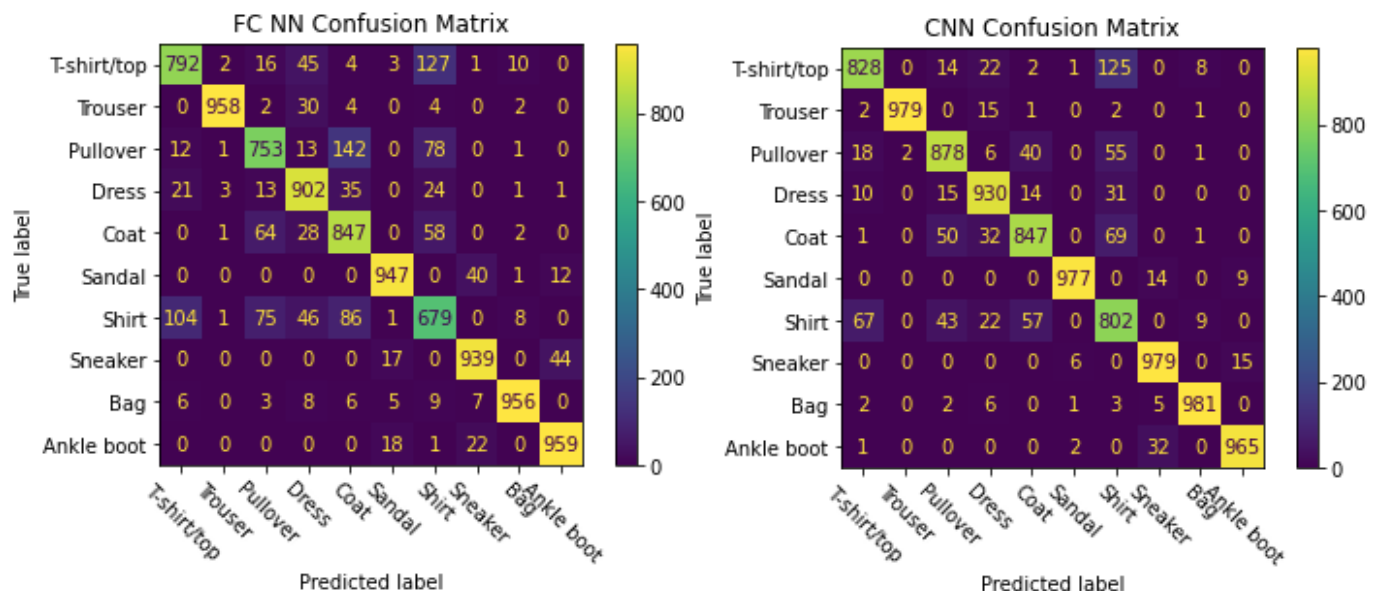 FC NN Confusion Matrix
T-shirt/top 792 2 16 45 4 3 127 1 10 0
Trouser 0 958 2 30 4 0 4 0 2 0
Pullover 12 1 753 13 142 0 78 0 1 0
Dress 21 3 13 902 35 0 24 0 1 1
Coat 0 1 64 28 847 0 58 0 2 0
Sandal 0 0 0 0 0 947 0 40 1 12
Shirt 104 1 75 46 86 1 679 0 8 0
Sneaker 0 0 0 0 0 17 0 939 0 44
Bag 6 0 3 8 6 5 9 7 956 0
Ankle boot 0 0 0 0 0 18 1 22 0 959
True label
T-shirt/top Trouser Pullover Dress Coat Sandal Shirt Sneaker Bag Ankle boot
Predicted label
800
600
400
200
0
CNN Confusion Matrix
T-shirt/top 828 0 14 22 2 1 125 0 8 0
Trouser 2 979 0 15 1 0 2 0 1 0
Pullover 18 2 878 6 40 0 55 0 1 0
Dress 10 0 15 930 14 0 31 0 0 0
Coat 1 0 50 32 847 0 69 0 1 0
Sandal 0 0 0 0 0 977 0 14 0 9
Shirt 67 0 43 22 57 0 802 0 9 0
Sneaker 0 0 0 0 0 6 0 979 0 15
Bag 2 0 2 6 0 1 3 5 981 0
Ankle boot 1 0 0 0 0 2 0 32 0 965
True label
T-shirt/top Trouser Pullover Dress Coat Sandal Shirt Sneaker Bag Ankle boot
Predicted label
800
600
400
200
0